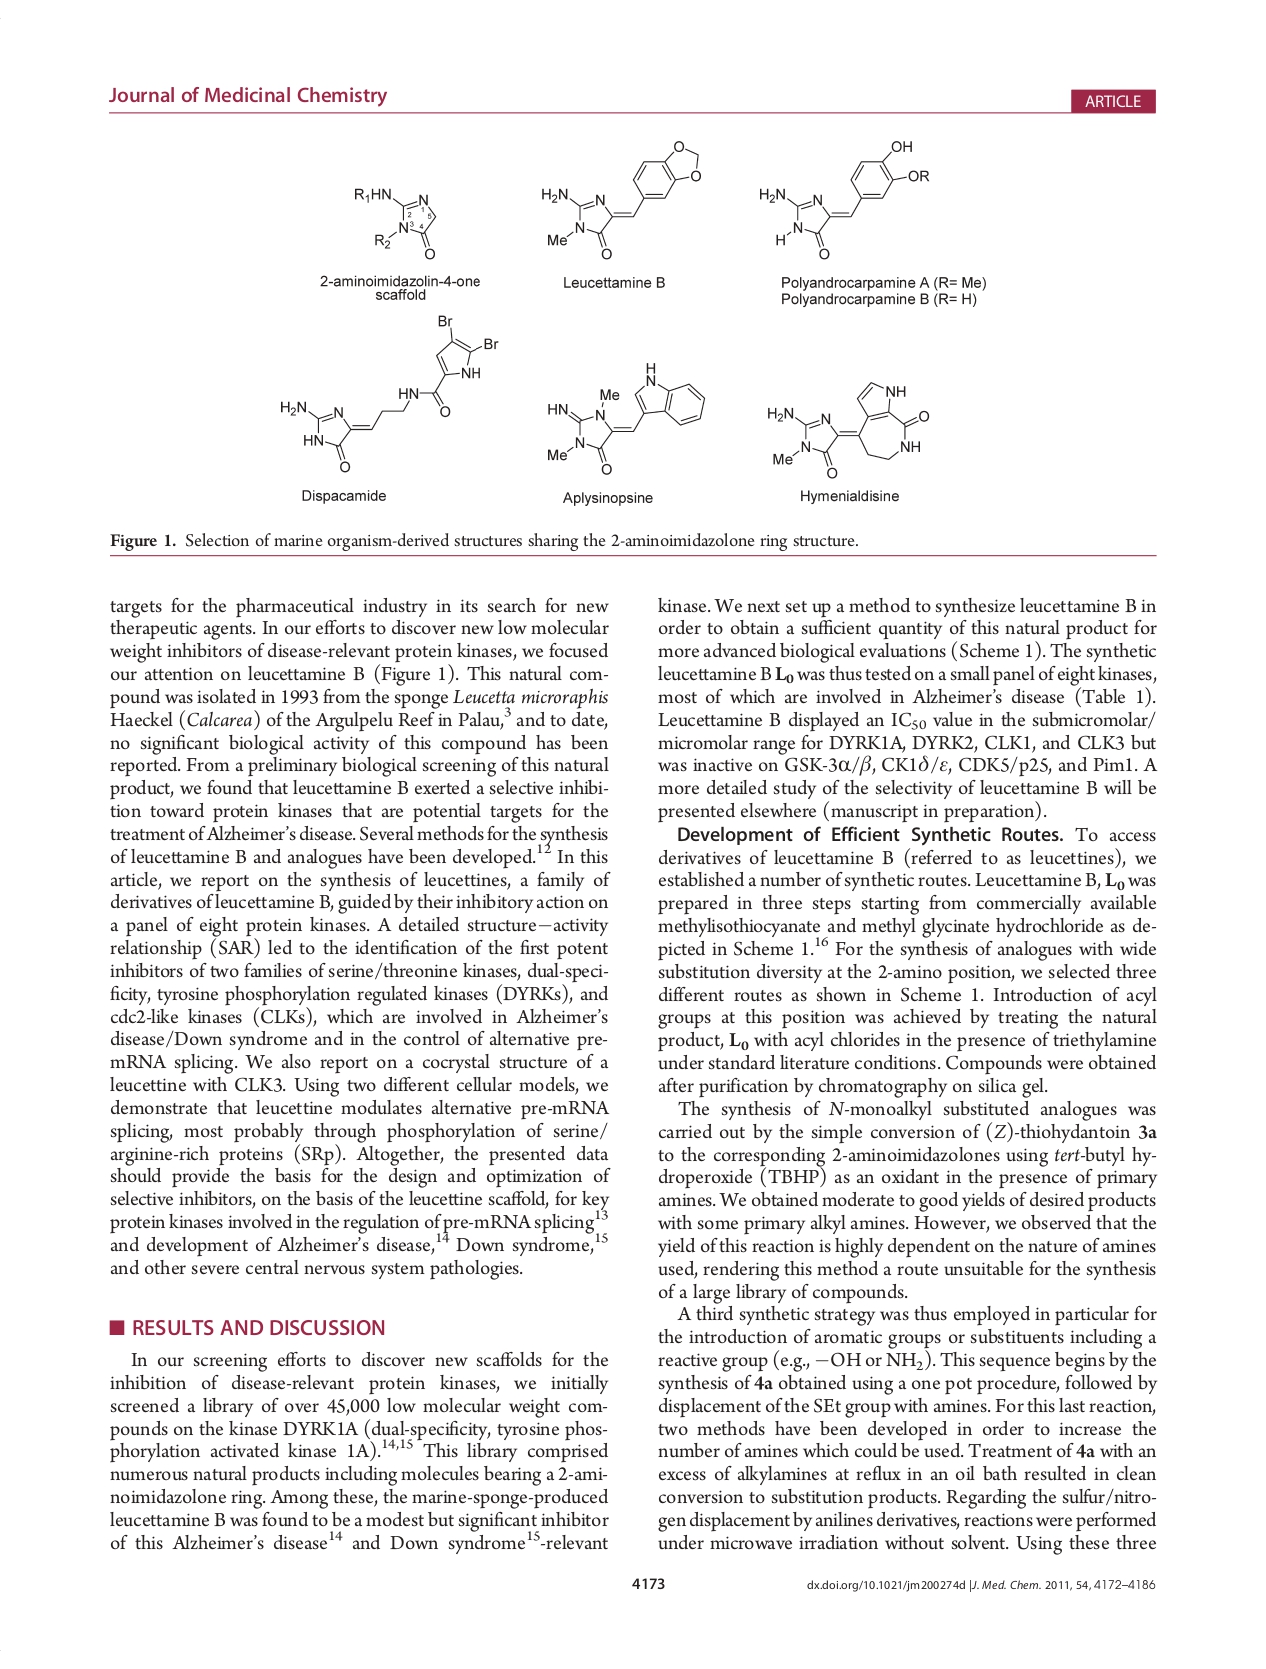 Journal of Medicinal Chemistry
ARTICLE
R1HN
N
1
2
5
N
3
4
R2
O
2-aminoimidazolin-4-one
scaffold
O
O
H2N
N
N
Me
O
Leucettamine B
OH
OR
H2N
N
N
H
O
Polyandrocarpamine A (R= Me)
Polyandrocarpamine B (R= H)
Br
Br
NH
HN
O
H2N
N
HN
O
Dispacamide
H
N
Me
HN
N
N
Me
O
Aplysinopsine
NH
H2N
N
O
N
NH
Me
O
Hymenialdisine
Figure 1. Selection of marine organism-derived structures sharing the 2-aminoimidazolone ring structure.
targets for the pharmaceutical industry in its search for new
therapeutic agents. In our efforts to discover new low molecular
weight inhibitors of disease-relevant protein kinases, we focused
our attention on leucettamine B (Figure 1). This natural com-
pound was isolated in 1993 from the sponge Leucetta microraphis
Haeckel (Calcarea) of the Argulpelu Reef in Palau,3 and to date,
no significant biological activity of this compound has been
reported. From a preliminary biological screening of this natural
product, we found that leucettamine B exerted a selective inhibi-
tion toward protein kinases that are potential targets for the
treatment of Alzheimer's disease. Several methods for the synthesis
of leucettamine B and analogues have been developed.12 In this
article, we report on the synthesis of leucettines, a family of
derivatives of leucettamine B, guided by their inhibitory action on
a panel of eight protein kinases. A detailed structure−activity
relationship (SAR) led to the identification of the first potent
inhibitors of two families of serine/threonine kinases, dual-speci-
ficity, tyrosine phosphorylation regulated kinases (DYRKs), and
cdc2-like kinases (CLKs), which are involved in Alzheimer's
disease/Down syndrome and in the control of alternative pre-
mRNA splicing. We also report on a cocrystal structure of a
leucettine with CLK3. Using two different cellular models, we
demonstrate that leucettine modulates alternative pre-mRNA
splicing, most probably through phosphorylation of serine/
arginine-rich proteins (SRp). Altogether, the presented data
should provide the basis for the design and optimization of
selective inhibitors, on the basis of the leucettine scaffold, for key
protein kinases involved in the regulation of pre-mRNA splicing13
and development of Alzheimer's disease,14 Down syndrome,15
and other severe central nervous system pathologies.
RESULTS AND DISCUSSION
In our screening efforts to discover new scaffolds for the
inhibition of disease-relevant protein kinases, we initially
screened a library of over 45,000 low molecular weight com-
pounds on the kinase DYRK1A (dual-specificity, tyrosine phos-
phorylation activated kinase 1A).14,15 This library comprised
numerous natural products including molecules bearing a 2-ami-
noimidazolone ring. Among these, the marine-sponge-produced
leucettamine B was found to be a modest but significant inhibitor
of this Alzheimer's disease14 and Down syndrome15-relevant
kinase. We next set up a method to synthesize leucettamine B in
order to obtain a sufficient quantity of this natural product for
more advanced biological evaluations (Scheme 1). The synthetic
leucettamine B L0 was thus tested on a small panel of eight kinases,
most of which are involved in Alzheimer's disease (Table 1).
Leucettamine B displayed an IC50 value in the submicromolar/
micromolar range for DYRK1A, DYRK2, CLK1, and CLK3 but
was inactive on GSK-3α/β, CK1δ/ε, CDK5/p25, and Pim1. A
more detailed study of the selectivity of leucettamine B will be
presented elsewhere (manuscript in preparation).
Development of Efficient Synthetic Routes. To access
derivatives of leucettamine B (referred to as leucettines), we
established a number of synthetic routes. Leucettamine B, L0 was
prepared in three steps starting from commercially available
methylisothiocyanate and methyl glycinate hydrochloride as de-
picted in Scheme 1.16 For the synthesis of analogues with wide
substitution diversity at the 2-amino position, we selected three
different routes as shown in Scheme 1. Introduction of acyl
groups at this position was achieved by treating the natural
product, L0 with acyl chlorides in the presence of triethylamine
under standard literature conditions. Compounds were obtained
after purification by chromatography on silica gel.
The synthesis of N-monoalkyl substituted analogues was
carried out by the simple conversion of (Z)-thiohydantoin 3a
to the corresponding 2-aminoimidazolones using tert-butyl hy-
droperoxide (TBHP) as an oxidant in the presence of primary
amines. We obtained moderate to good yields of desired products
with some primary alkyl amines. However, we observed that the
yield of this reaction is highly dependent on the nature of amines
used, rendering this method a route unsuitable for the synthesis
of a large library of compounds.
A third synthetic strategy was thus employed in particular for
the introduction of aromatic groups or substituents including a
reactive group (e.g., −OH or NH2). This sequence begins by the
synthesis of 4a obtained using a one pot procedure, followed by
displacement of the SEt group with amines. For this last reaction,
two methods have been developed in order to increase the
number of amines which could be used. Treatment of 4a with an
excess of alkylamines at reflux in an oil bath resulted in clean
conversion to substitution products. Regarding the sulfur/nitro-
gen displacement by anilines derivatives, reactions were performed
under microwave irradiation without solvent. Using these three
4173
dx.doi.org/10.1021/jm200274d |J. Med. Chem. 2011, 54, 4172–4186